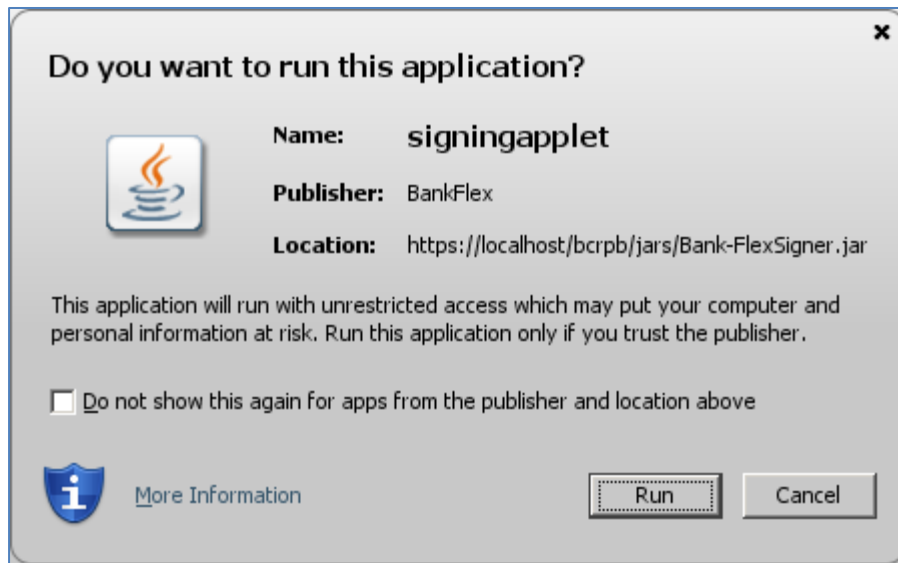 Do you want to run this application?
Name: signingapplet
Publisher: BankFlex
Location: https://localhost/bcrpb/jars/Bank-FlexSigner.jar
This application will run with unrestricted access which may put your computer and
personal information at risk. Run this application only if you trust the publisher.
Do not show this again for apps from the publisher and location above
More Information
Run
Cancel